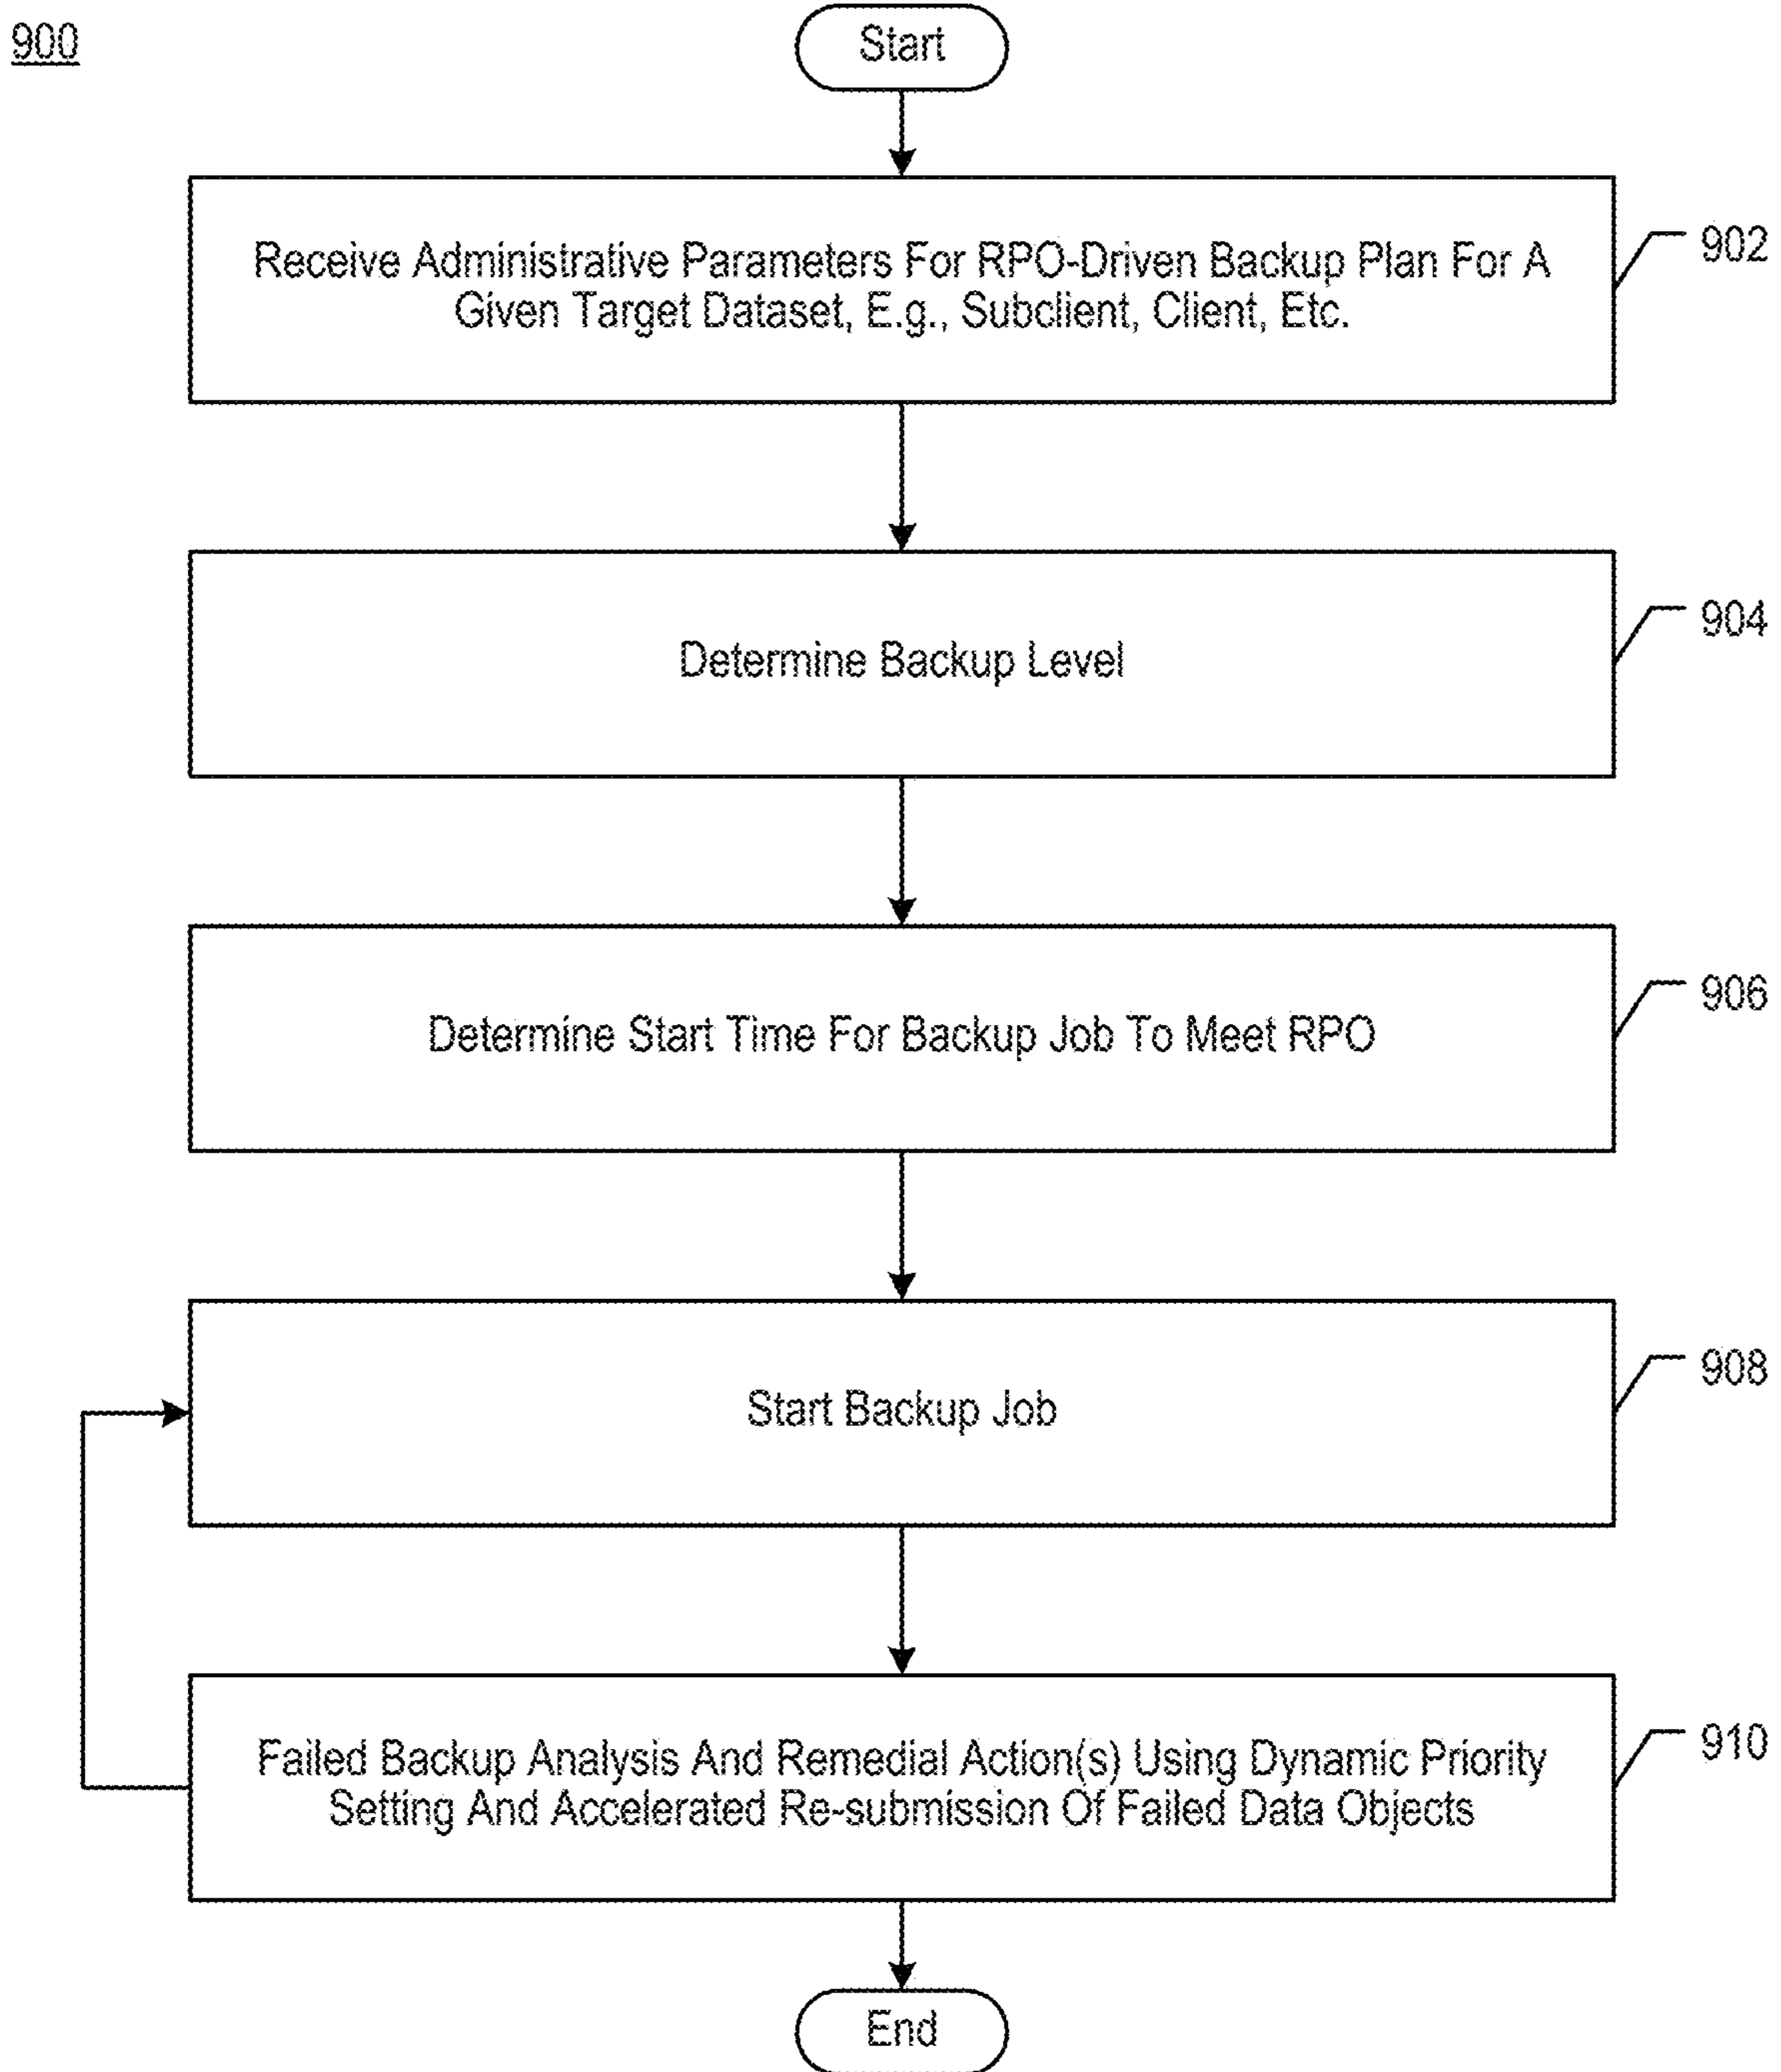 900
Start
Receive Administrative Parameters For RPO-Driven Backup Plan For A
Given Target Dataset, E.g., Subclient, Client, Etc.
902
Determine Backup Level
904
Determine Start Time For Backup Job To Meet RPO
906
Start Backup Job
908
Failed Backup Analysis And Remedial Action(s) Using Dynamic Priority
Setting And Accelerated Re-submission Of Failed Data Objects
910
End